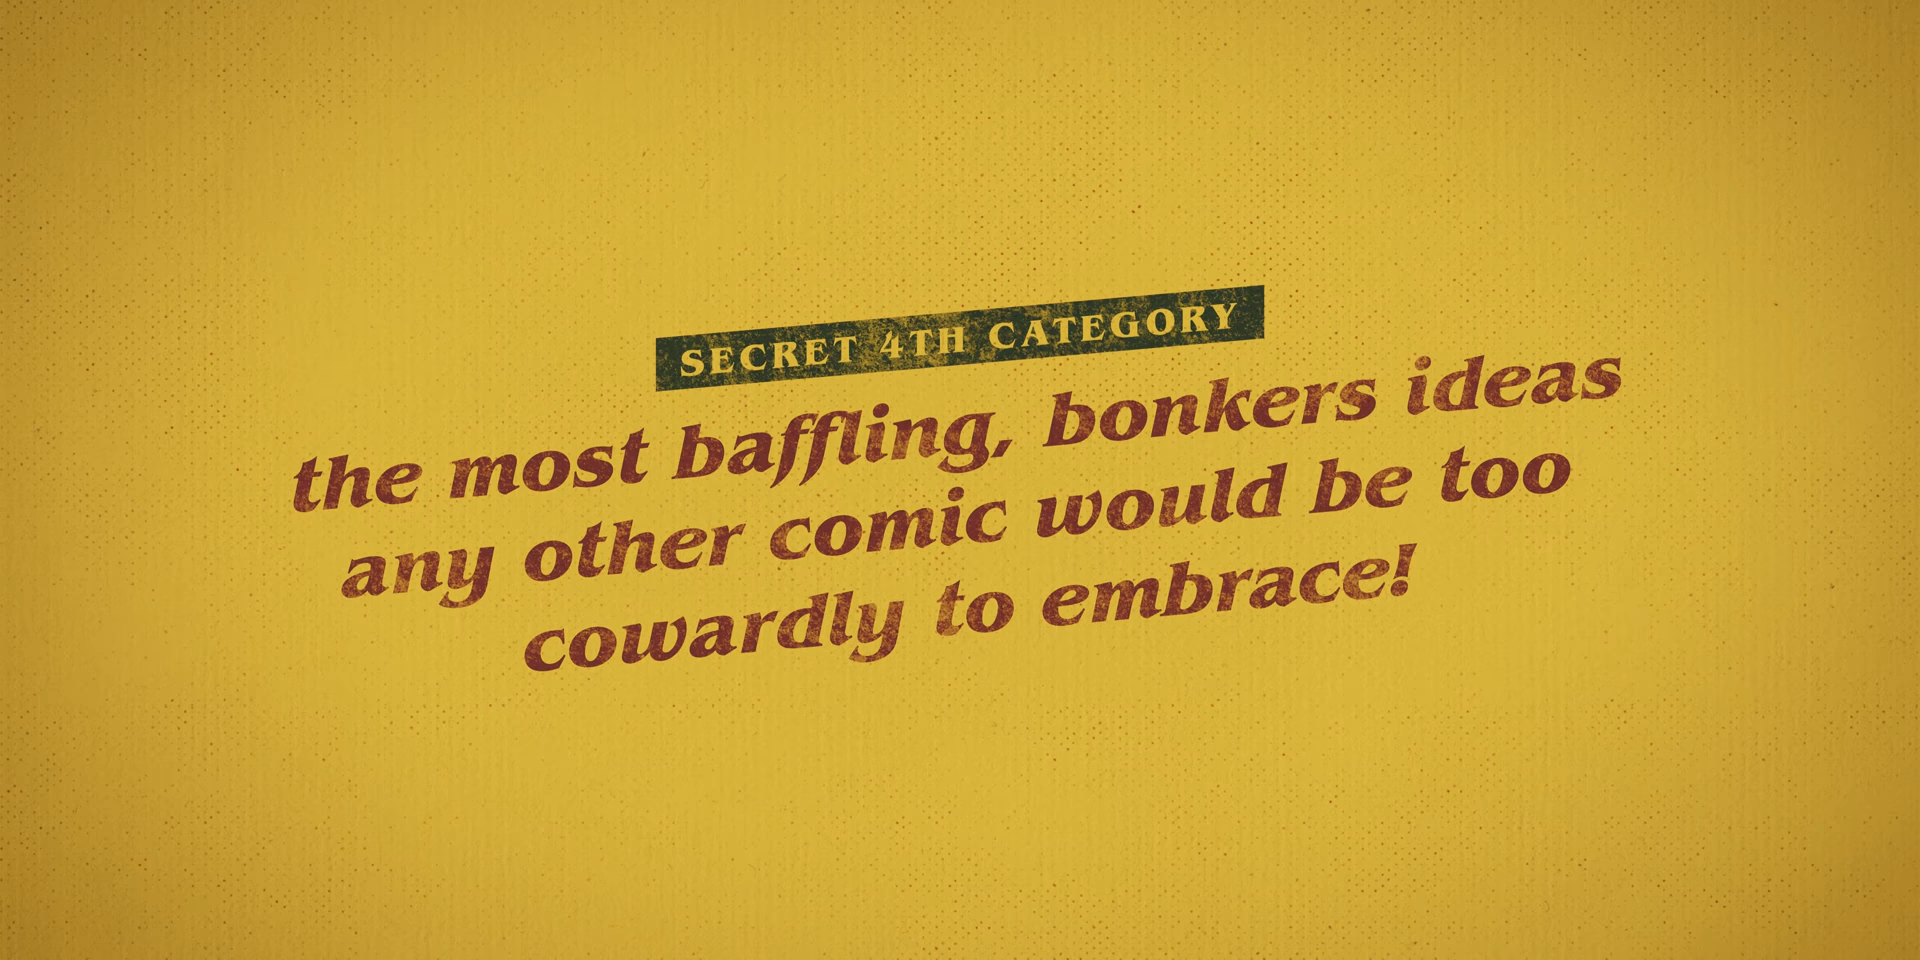 SECRET 4TH CATEGORY
the most baffling, bonkers ideas
any other comic would be too
cowardly to embrace!